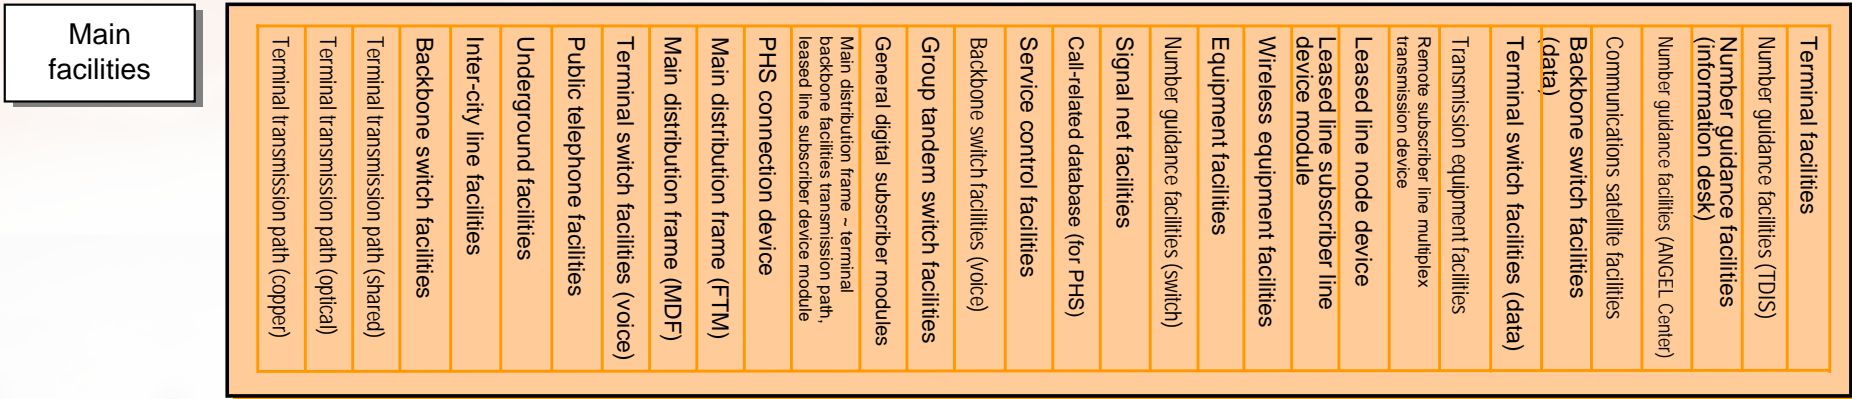 Main
facilities
Terminal transmission path (copper)
Terminal transmission path (optical)
Terminal transmission path (shared)
Backbone switch facilities
Inter-city line facilities
Underground facilities
Public telephone facilities
Terminal switch facilities (voice)
Main distribution frame (MDF)
Main distribution frame (FTM)
PHS connection device
Main distribution frame ~ terminal
backbone facilities transmission path,
leased line subscriber device module
General digital subscriber modules
Group tandem switch facilities
Backbone switch facilities (voice)
Service control facilities
Call-related database (for PHS)
Signal net facilities
Number guidance facilities (switch)
Equipment facilities
Wireless equipment facilities
Leased line subscriber line
device module
Leased line node device
Remote subscriber line multiplex
transmission device
Transmission equipment facilities
Terminal switch facilities (data)
Backbone switch facilities
(data)
Communications satellite facilities
Number guidance facilities (ANGEL Center)
Number guidance facilities
(information desk)
Number guidance facilities (TDIS)
Terminal facilities